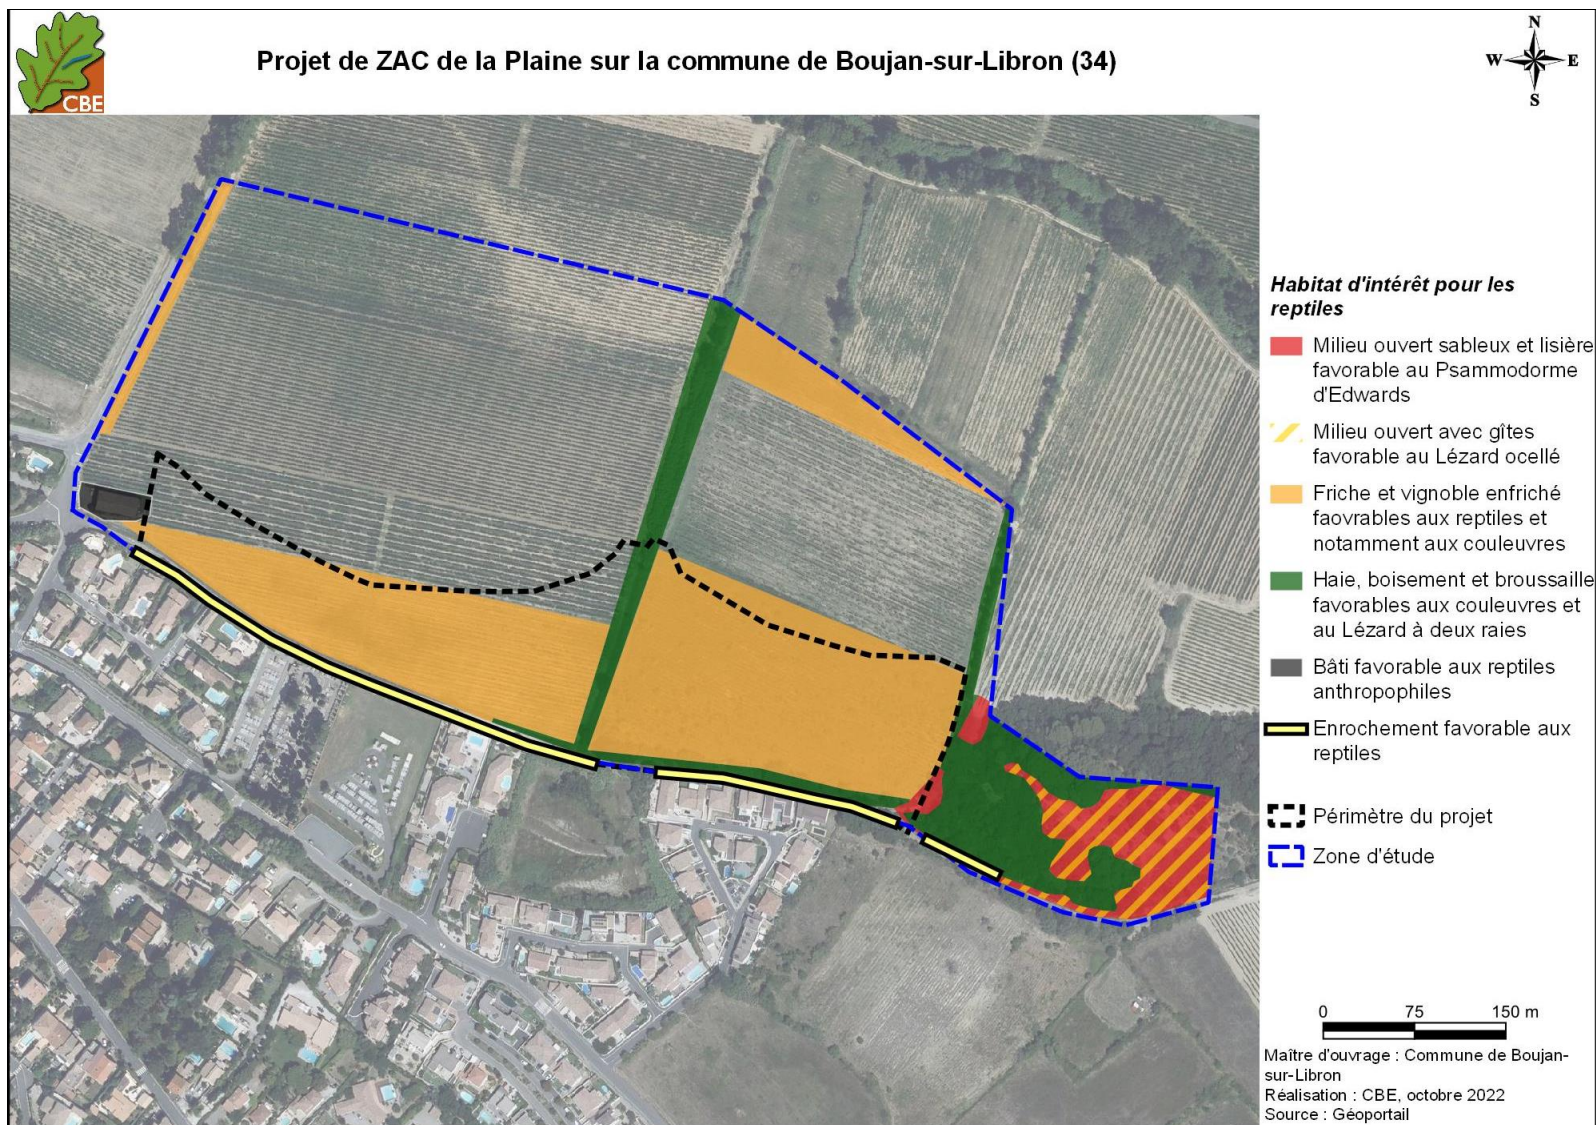 CBE
Projet de ZAC de la Plaine sur la commune de Boujan-sur-Libron (34)
N
W E
S
Habitat d'intérêt pour les
reptiles
Milieu ouvert sableux et lisière
favorable au Psammodorme
d'Edwards
Milieu ouvert avec gîtes
favorable au Lézard ocellé
Friche et vignoble enfriché
faovrables aux reptiles et
notamment aux couleuvres
Haie, boisement et broussaille
favorables aux couleuvres et
au Lézard à deux raies
Bâti favorable aux reptiles
anthropophiles
Enrochement favorable aux
reptiles
Périmètre du projet
Zone d'étude
0 75 150 m
Maître d'ouvrage : Commune de Boujan-
sur-Libron
Réalisation : CBE, octobre 2022
Source : Géoportail